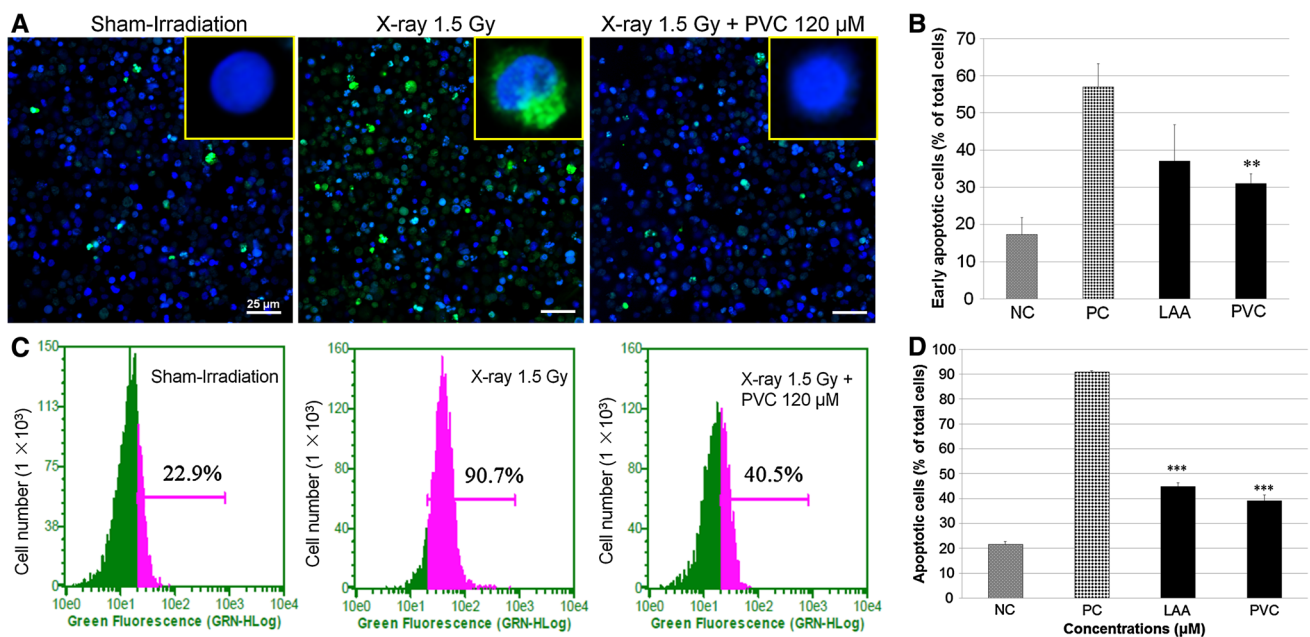 A
Sham-Irradiation
X-ray 1.5 Gy
X-ray 1.5 Gy + PVC 120 µM
25 µm
B
Early apoptotic cells (% of total cells)
70
60
50
40
30
20
10
0
**
NC PC LAA PVC
C
Cell number (1 ×10³)
150
113
75
38
0
Sham-Irradiation
22.9%
10e0 10e1 10e2 10e3 10e4
Green Fluorescence (GRN-HLog)
Cell number (1 ×10³)
160
120
80
40
0
X-ray 1.5 Gy
90.7%
10e0 10e1 10e2 10e3 10e4
Green Fluorescence (GRN-HLog)
Cell number (1 ×10³)
160
120
80
40
0
X-ray 1.5 Gy +
PVC 120 µM
40.5%
10e0 10e1 10e2 10e3 10e4
Green Fluorescence (GRN-HLog)
D
Apoptotic cells (% of total cells)
100
90
80
70
60
50
40
30
20
10
0
***
***
NC PC LAA PVC
Concentrations (µM)